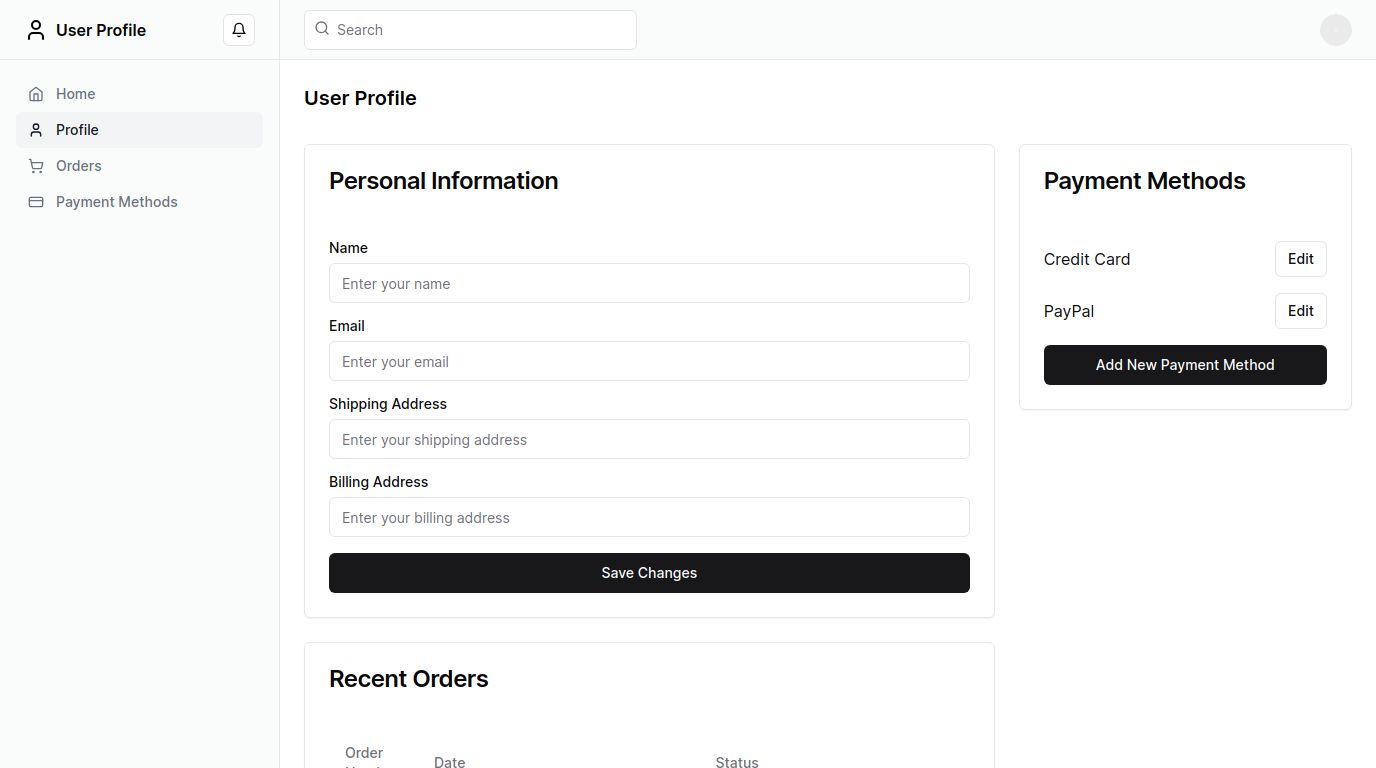 User Profile
Search
Home
Profile
Orders
Payment Methods
User Profile
Personal Information
Name
Enter your name
Email
Enter your email
Shipping Address
Enter your shipping address
Billing Address
Enter your billing address
Save Changes
Payment Methods
Credit Card
Edit
PayPal
Edit
Add New Payment Method
Recent Orders
Order
Date
Status